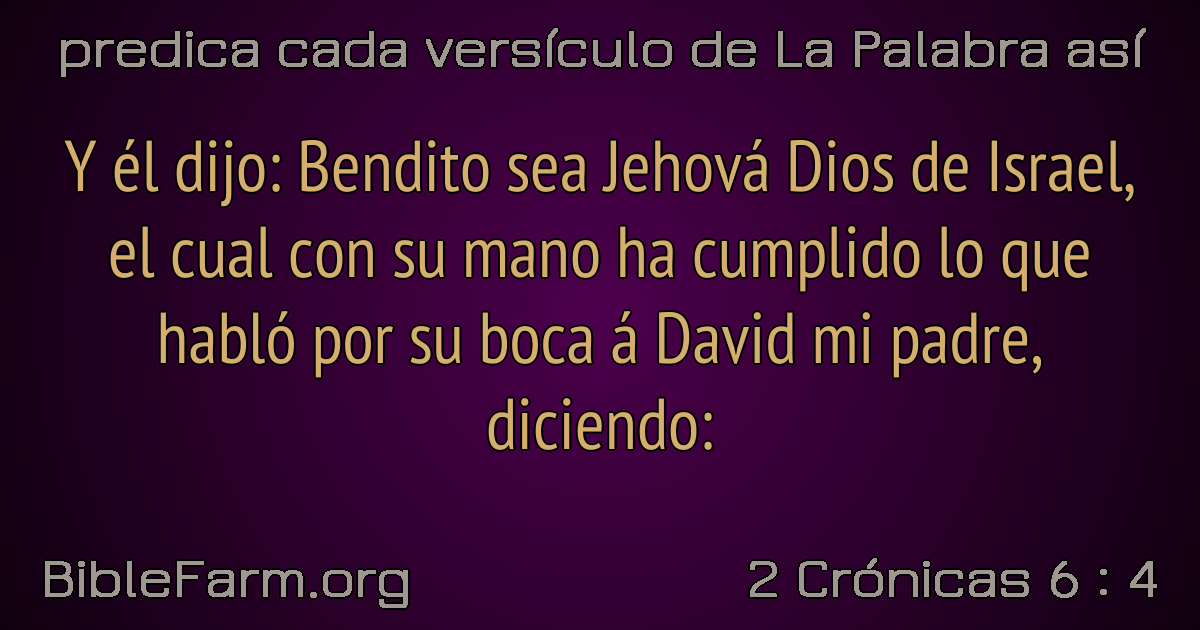 predica cada versículo de La Palabra así
Y él dijo: Bendito sea Jehová Dios de Israel,
el cual con su mano ha cumplido lo que
habló por su boca á David mi padre,
diciendo:
BibleFarm.org
2 Crónicas 6 : 4